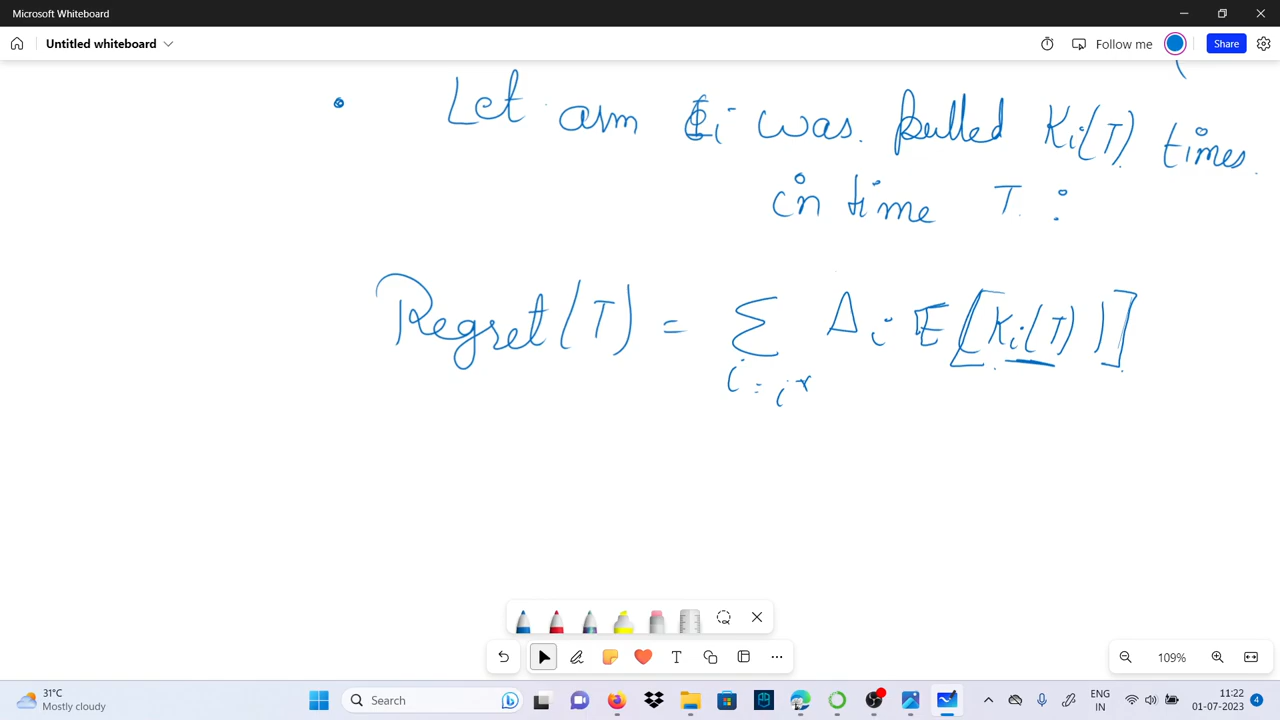 Microsoft Whiteboard
Untitled whiteboard
Follow me
Share
• Let arm i was pulled Ki(T) times
in time T :
Regret(T) = Σ Δi E[(Ki(T))]
i = i*
109%
31°C
Mostly cloudy
Search
ENG
IN
11:22
01-07-2023
4